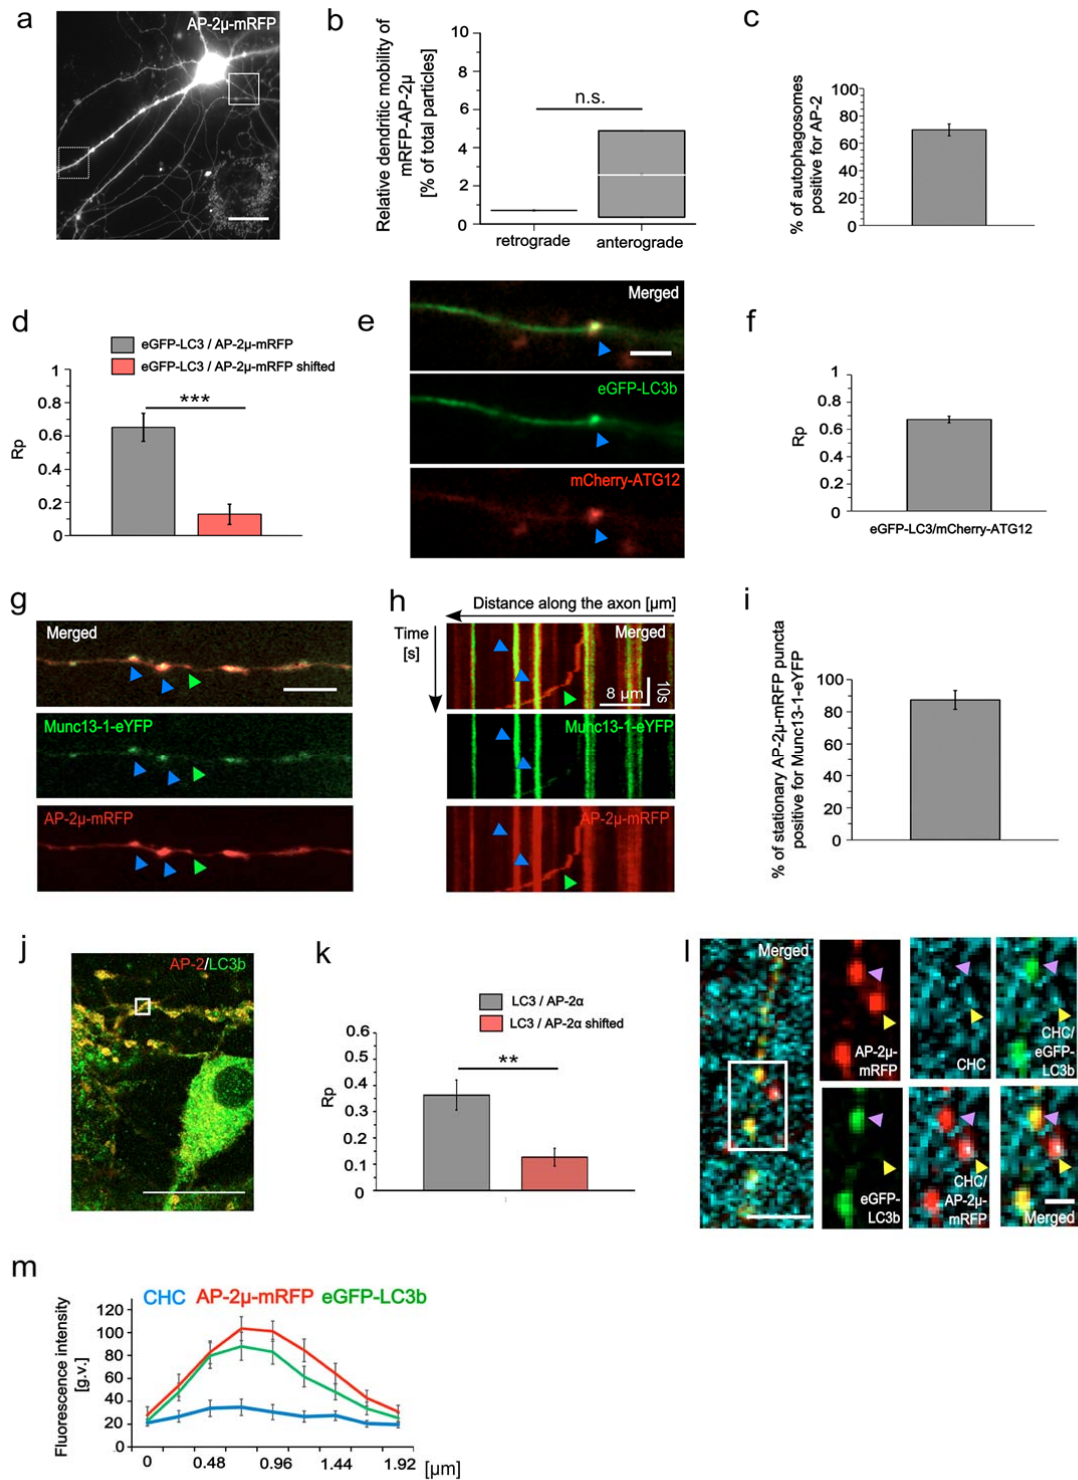 a
AP-2µ-mRFP
b
Relative dendritic mobility of
mRFP-AP-2µ
[% of total particles]
10
8
6
4
2
0
n.s.
retrograde
anterograde
c
% of autophagosomes
positive for AP-2
100
80
60
40
20
0
d
eGFP-LC3 / AP-2µ-mRFP
eGFP-LC3 / AP-2µ-mRFP shifted
Rp
1
0.8
0.6
0.4
0.2
0
***
e
Merged
eGFP-LC3b
mCherry-ATG12
f
Rp
1
0.8
0.6
0.4
0.2
0
eGFP-LC3/mCherry-ATG12
g
Merged
Munc13-1-eYFP
AP-2µ-mRFP
h
Distance along the axon [µm]
Time
[s]
Merged
8 µm
10s
Munc13-1-eYFP
AP-2µ-mRFP
i
% of stationary AP-2µ-mRFP puncta
positive for Munc13-1-eYFP
100
80
60
40
20
0
j
AP-2/LC3b
k
LC3 / AP-2α
LC3 / AP-2α shifted
Rp
0.6
0.5
0.4
0.3
0.2
0.1
0
**
l
Merged
AP-2µ-
mRFP
CHC
CHC/
eGFP-
LC3b
eGFP-
LC3b
CHC/
AP-2µ-
mRFP
Merged
m
CHC AP-2µ-mRFP eGFP-LC3b
Fluorescence intensity
[g.v.]
120
100
80
60
40
20
0
0 0.48 0.96 1.44 1.92 [µm]